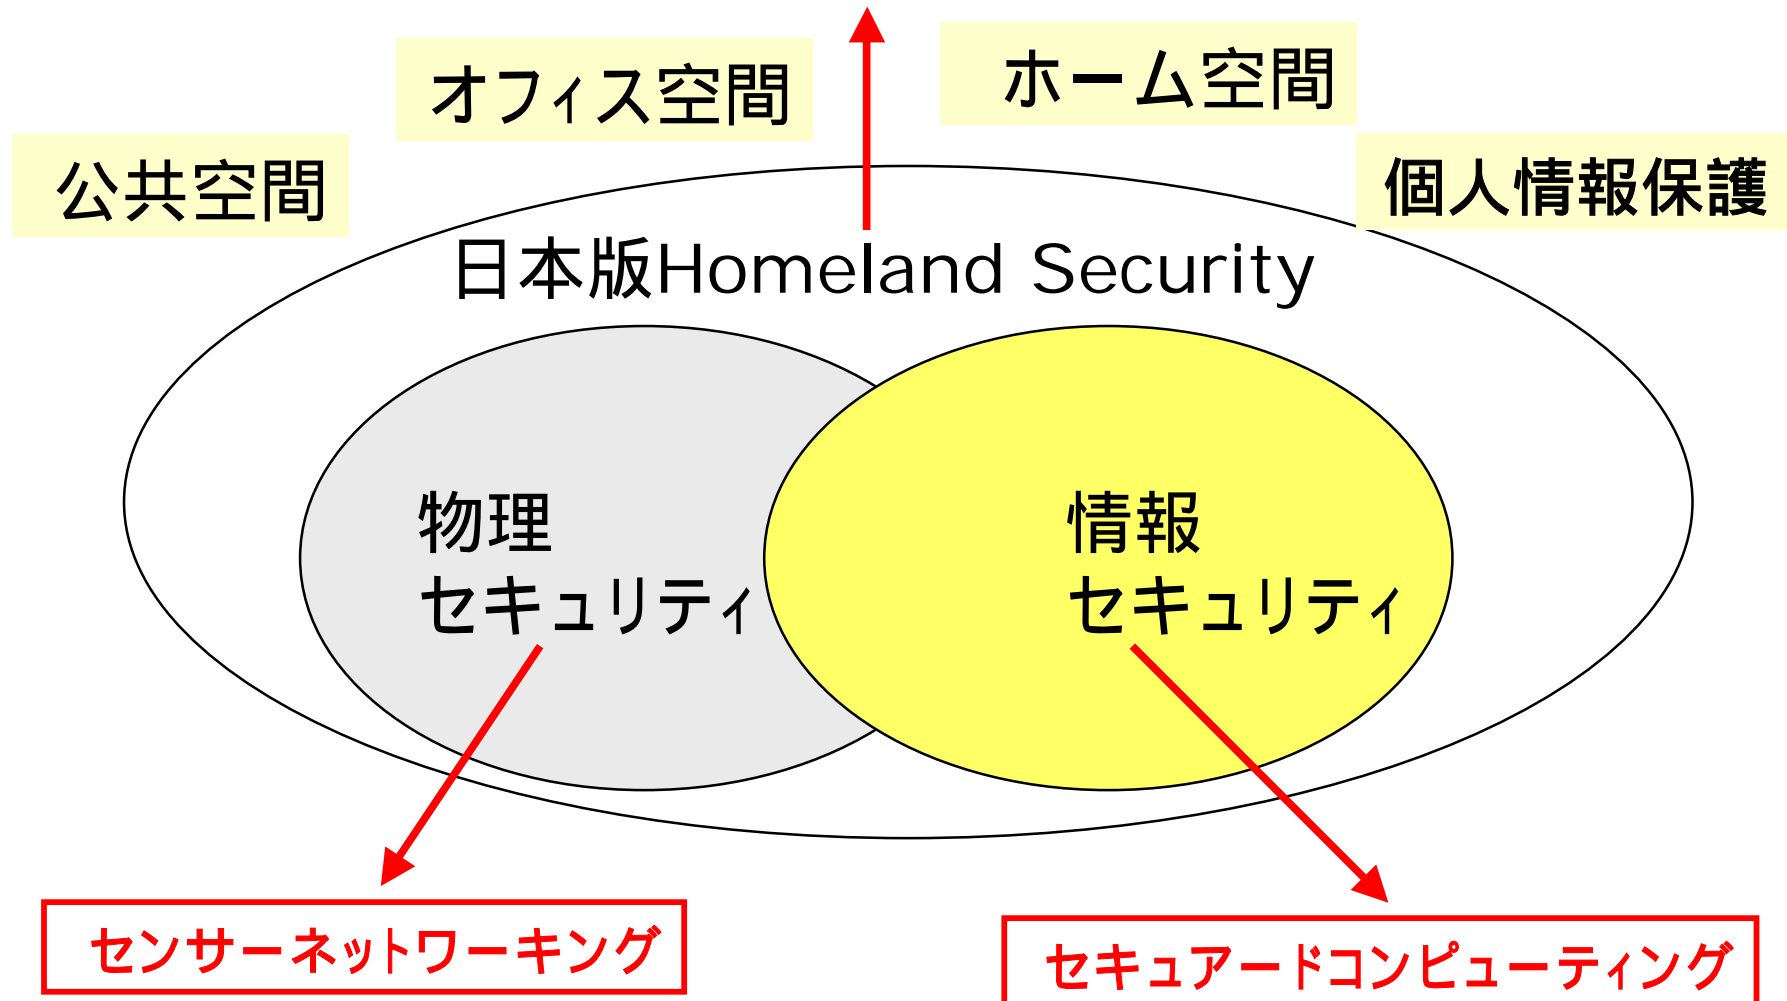 オフィス空間
ホーム空間
公共空間
個人情報保護
日本版Homeland Security
物理
セキュリティ
情報
セキュリティ
センサーネットワーキング
セキュアードコンピューティング